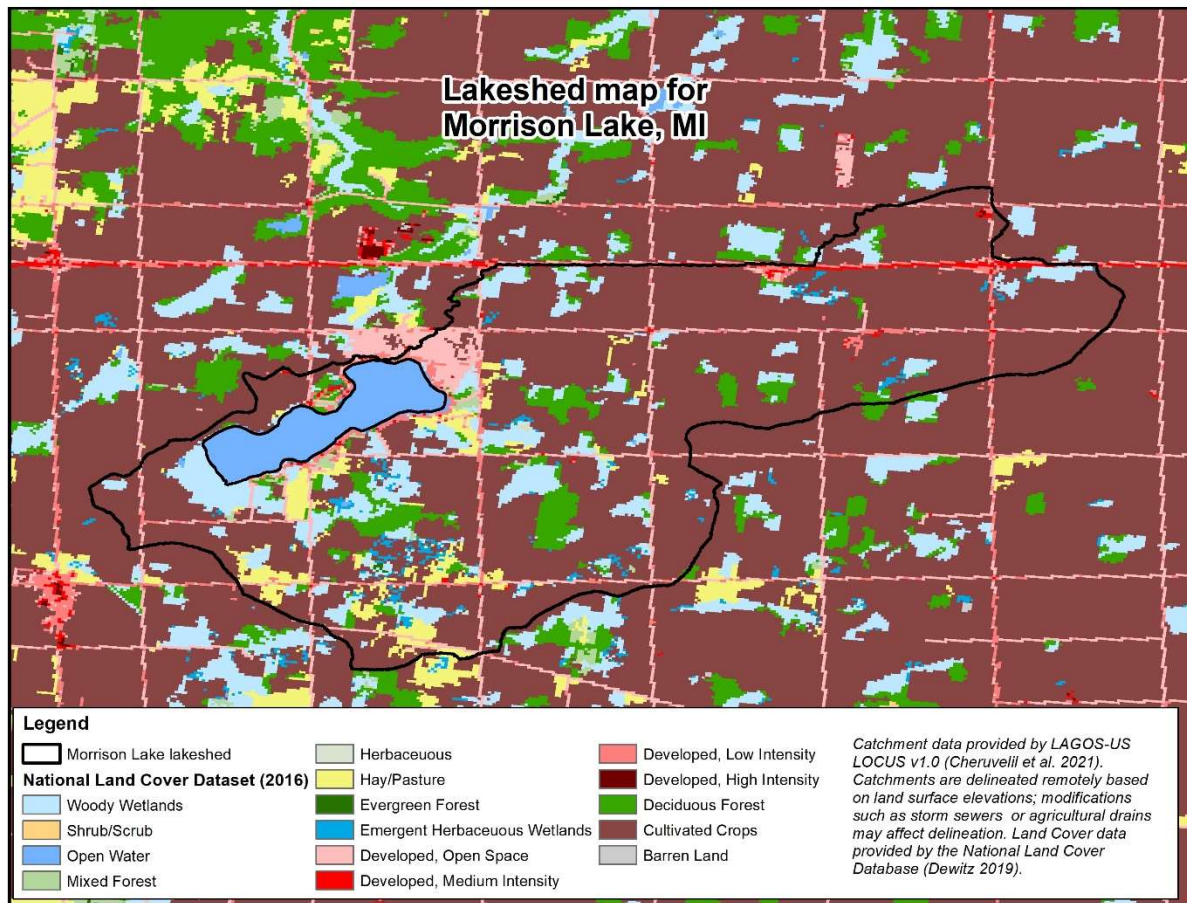 Lakeshed map for
Morrison Lake, MI
Legend
Morrison Lake lakeshed
National Land Cover Dataset (2016)
Woody Wetlands
Shrub/Scrub
Open Water
Mixed Forest
Herbaceuous
Hay/Pasture
Evergreen Forest
Emergent Herbaceuous Wetlands
Developed, Open Space
Developed, Medium Intensity
Developed, Low Intensity
Developed, High Intensity
Deciduous Forest
Cultivated Crops
Barren Land
Catchment data provided by LAGOS-US
LOCUS v1.0 (Cheruvelil et al. 2021).
Catchments are delineated remotely based
on land surface elevations; modifications
such as storm sewers or agricultural drains
may affect delineation. Land Cover data
provided by the National Land Cover
Database (Dewitz 2019).